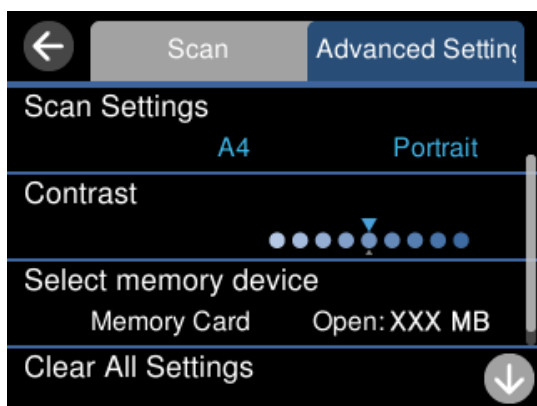 Scan
Advanced Setting
Scan Settings
A4 Portrait
Contrast
Select memory device
Memory Card Open: XXX MB
Clear All Settings